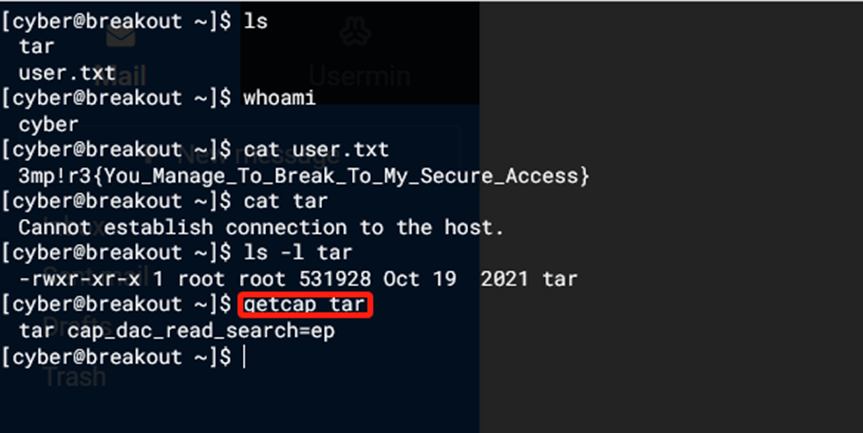 [cyber@breakout ~]$ ls
tar
user.txt
Mail
Usermin
[cyber@breakout ~]$ whoami
cyber
[cyber@breakout ~]$ cat user.txt
New message
3mp!r3{You_Manage_To_Break_To_My_Secure_Access}
[cyber@breakout ~]$ cat tar
Cannot establish connection to the host.
[cyber@breakout ~]$ ls -l tar
-rwxr-xr-x 1 root root 531928 Oct 19  2021 tar
[cyber@breakout ~]$ getcap tar
tar cap_dac_read_search=ep
Drafts
[cyber@breakout ~]$
Trash